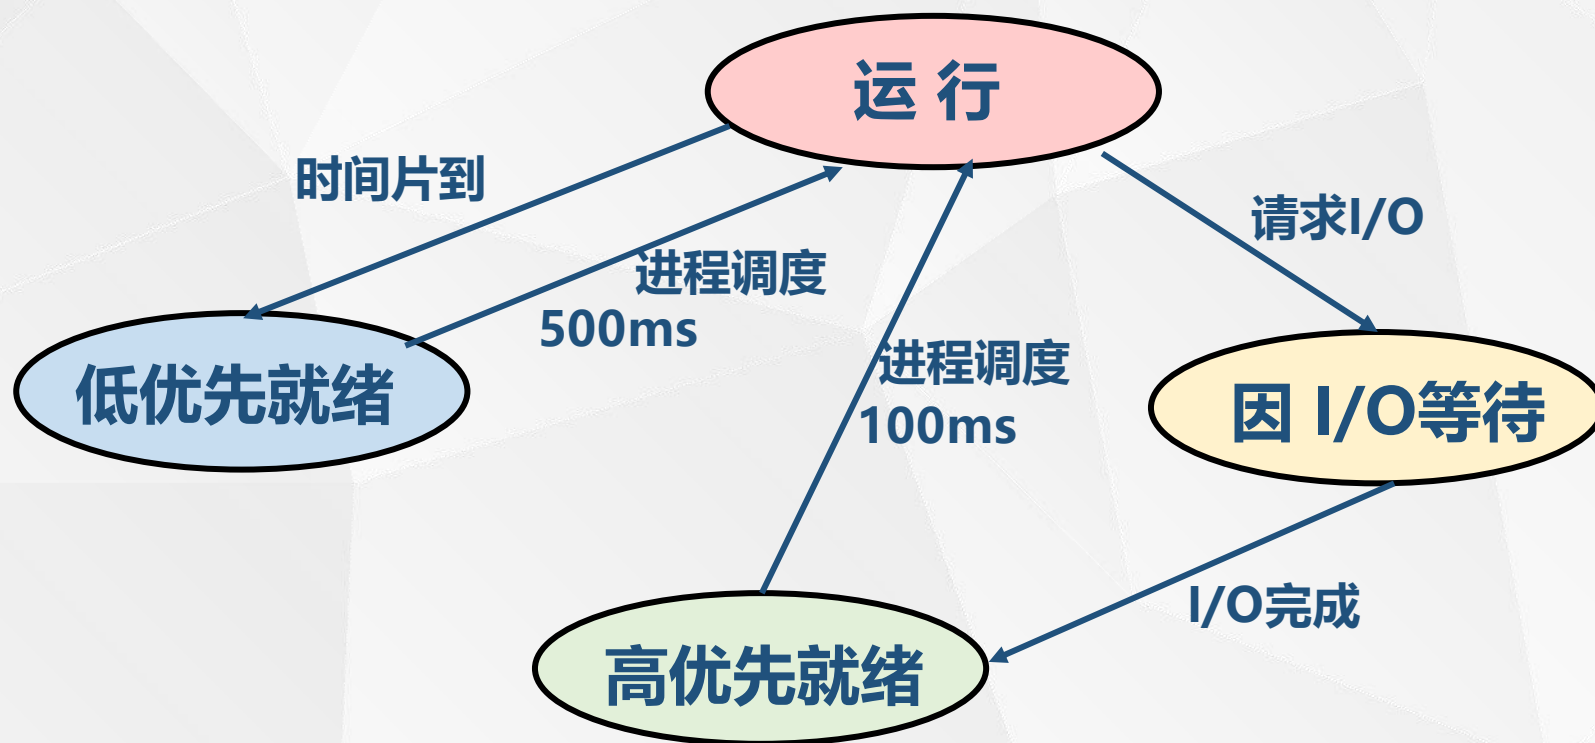 运 行
时间片到
请求I/O
进程调度
500ms
进程调度
100ms
低优先就绪
因 I/O等待
I/O完成
高优先就绪